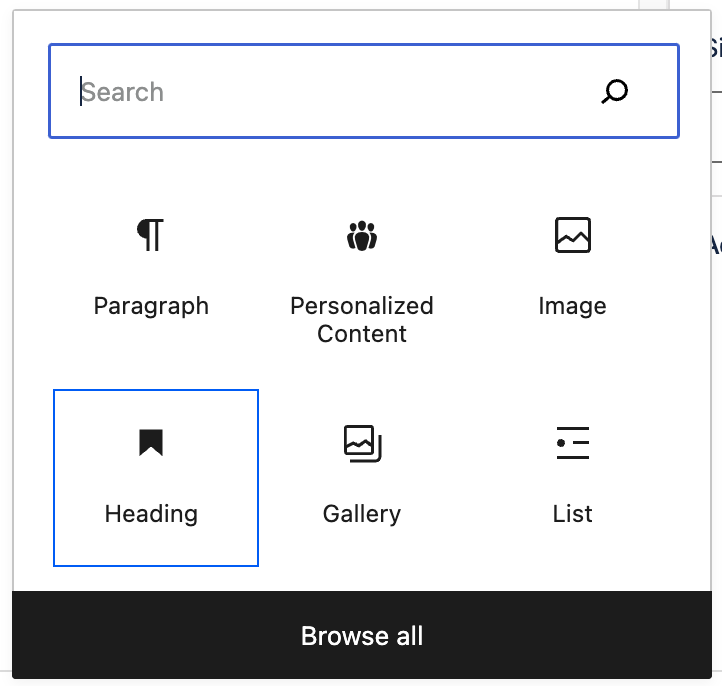 Search
Paragraph
Personalized
Content
Image
Heading
Gallery
List
Browse all